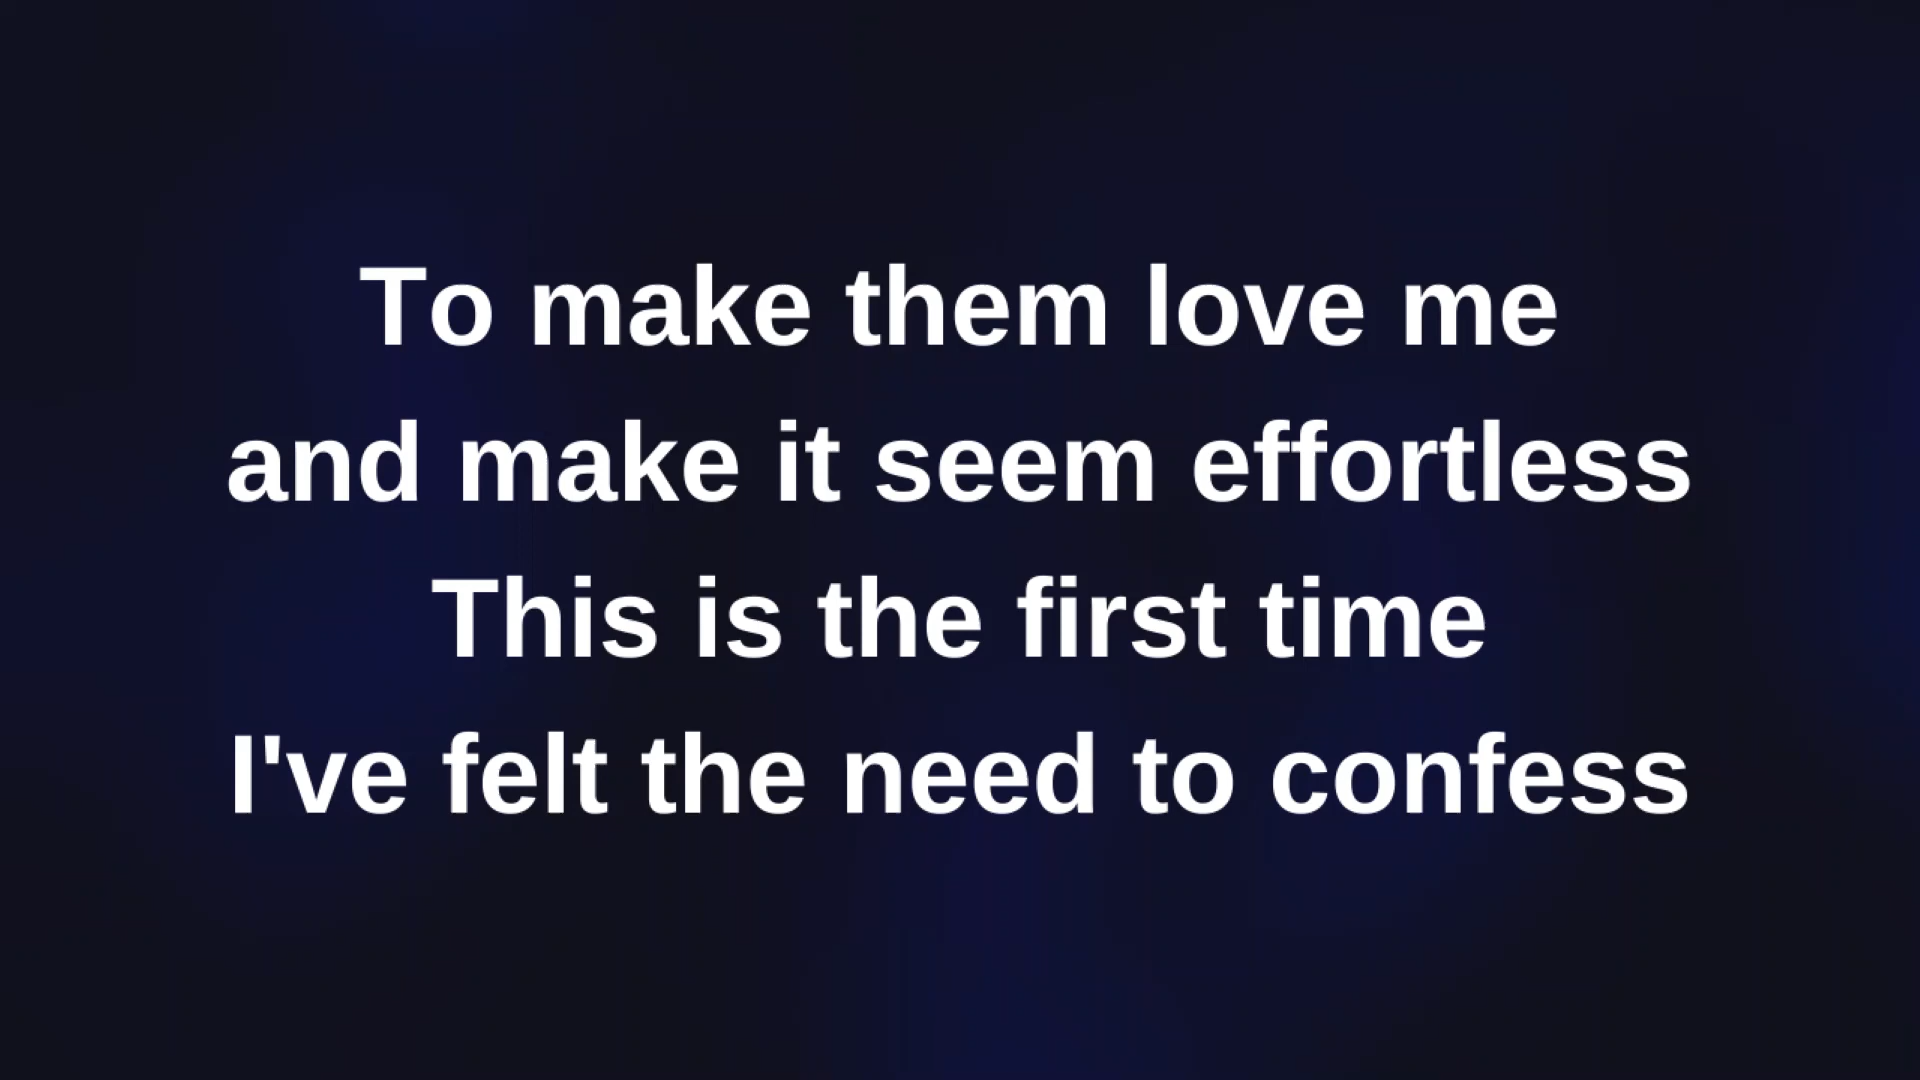 To make them love me
and make it seem effortless
This is the first time
I've felt the need to confess